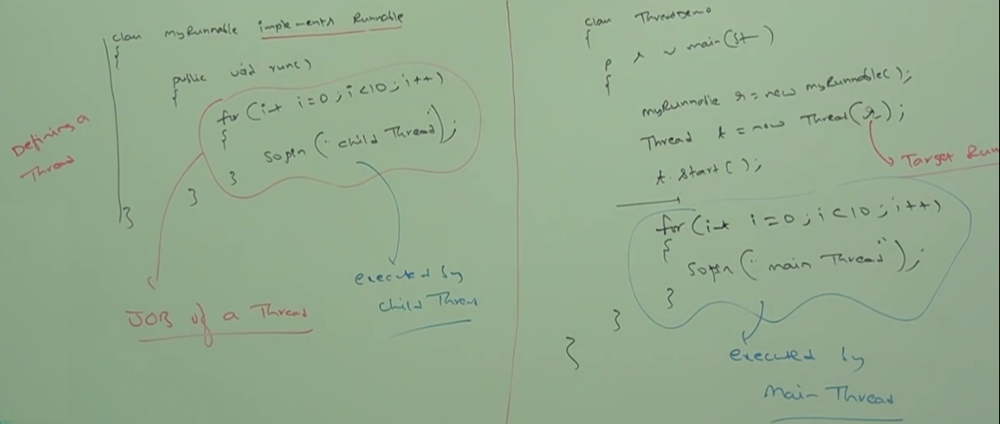 class MyRunnable implements Runnable
{
public void run()
{
for (int i=0; i<10; i++)
{
Sopln ("child Thread");
}
}
}
Defining a
Thread
JOB of a Thread
executed by
child Thread
class ThreadDemo
{
p s v main(St—)
{
myRunnable r = new myRunnable();
Thread t = new Thread(r);
t.start();
Target Run
for (int i=0; i<10; i++)
{
Sopln ("main Thread");
}
}
}
executed by
Main Thread